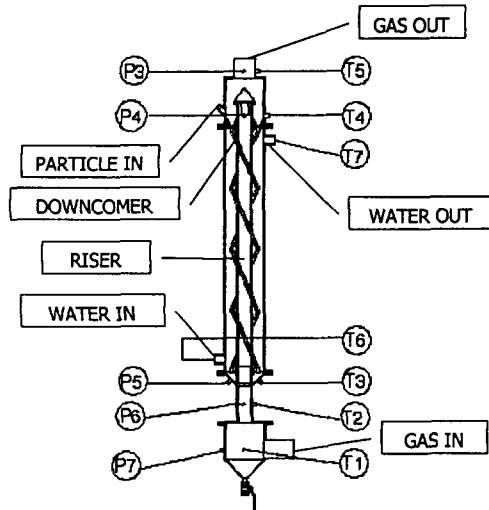 GAS OUT
P3
T5
P4
T4
PARTICLE IN
T7
DOWNCOMER
WATER OUT
RISER
WATER IN
T6
P5
T3
P6
T2
GAS IN
P7
T1